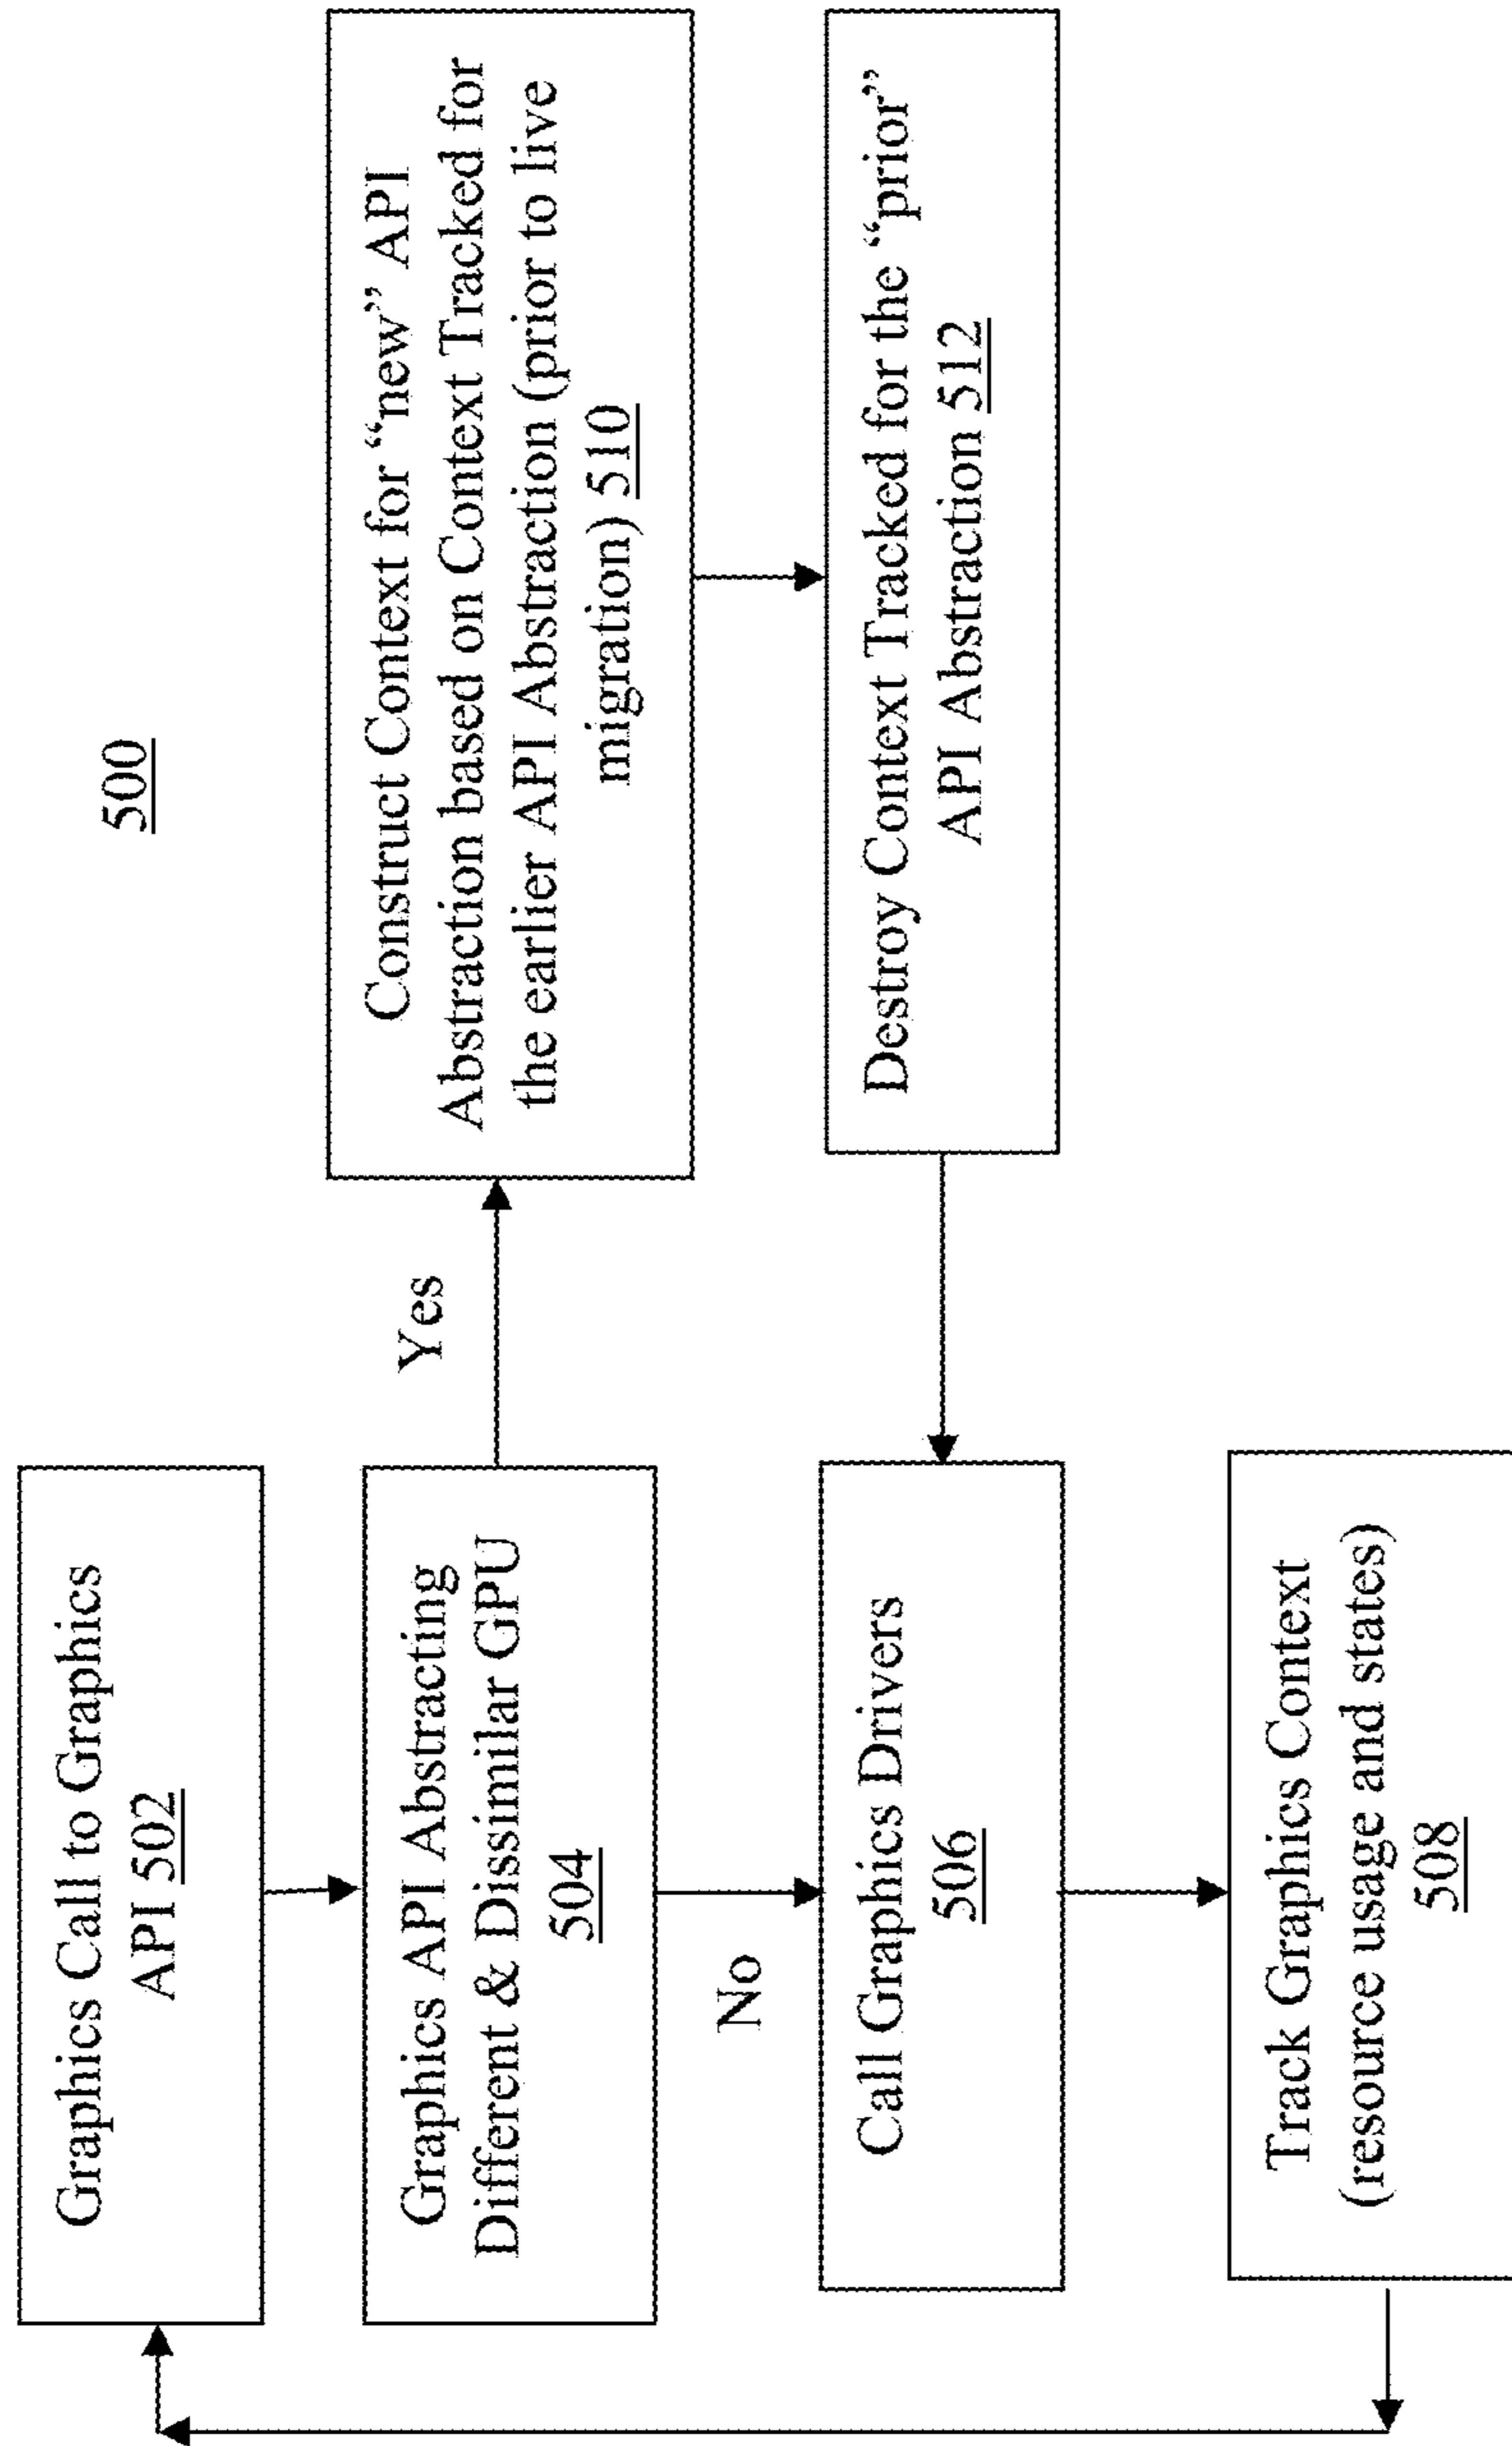 500
Graphics Call to Graphics
API 502
Graphics API Abstracting
Different & Dissimilar GPU
504
Yes
Construct Context for “new” API
Abstraction based on Context Tracked for
the earlier API Abstraction (prior to live
migration) 510
No
Call Graphics Drivers
506
Destroy Context Tracked for the “prior”
API Abstraction 512
Track Graphics Context
(resource usage and states)
508